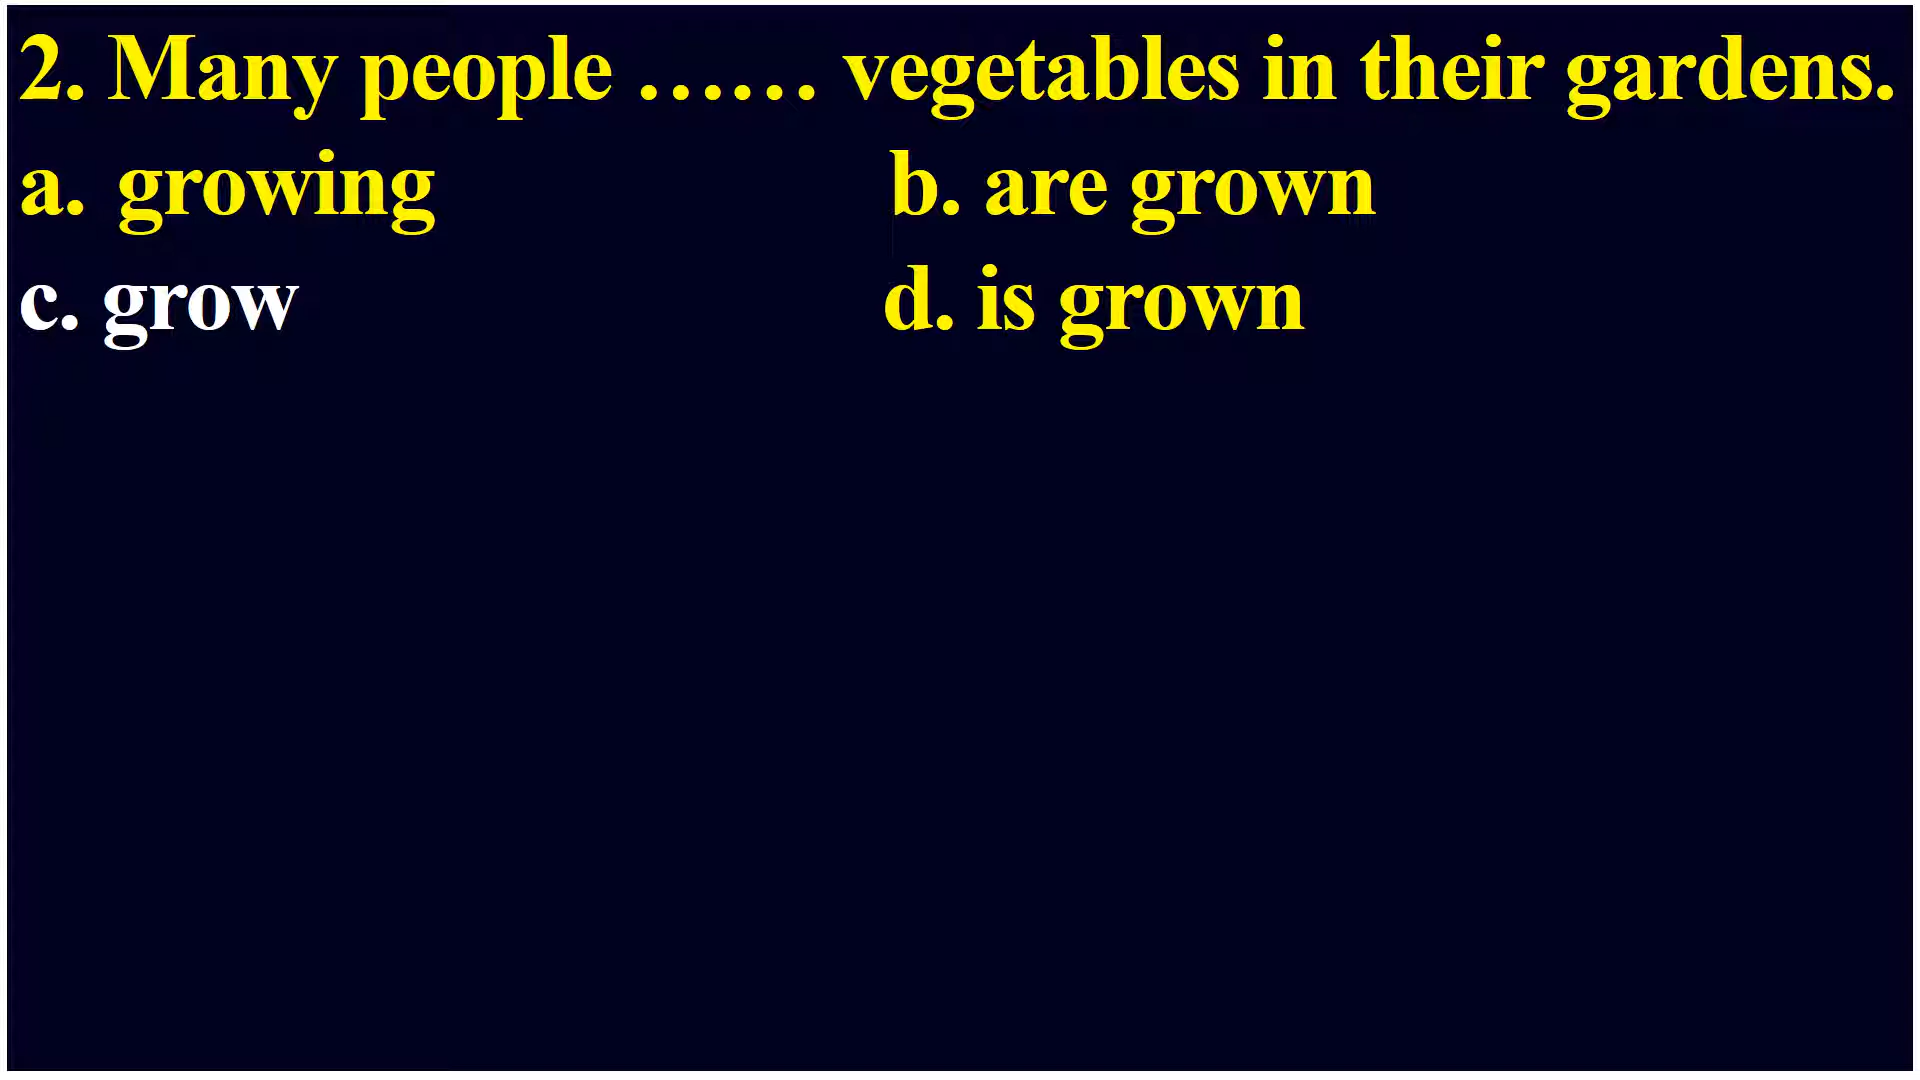 2. Many people …… vegetables in their gardens.
a. growing b. are grown
c. grow d. is grown